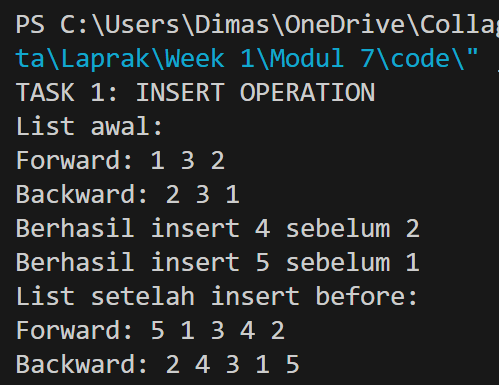 PS C:\Users\Dimas\OneDrive\Collag
ta\Laprak\Week 1\Modul 7\code\"
TASK 1: INSERT OPERATION
List awal:
Forward: 1 3 2
Backward: 2 3 1
Berhasil insert 4 sebelum 2
Berhasil insert 5 sebelum 1
List setelah insert before:
Forward: 5 1 3 4 2
Backward: 2 4 3 1 5